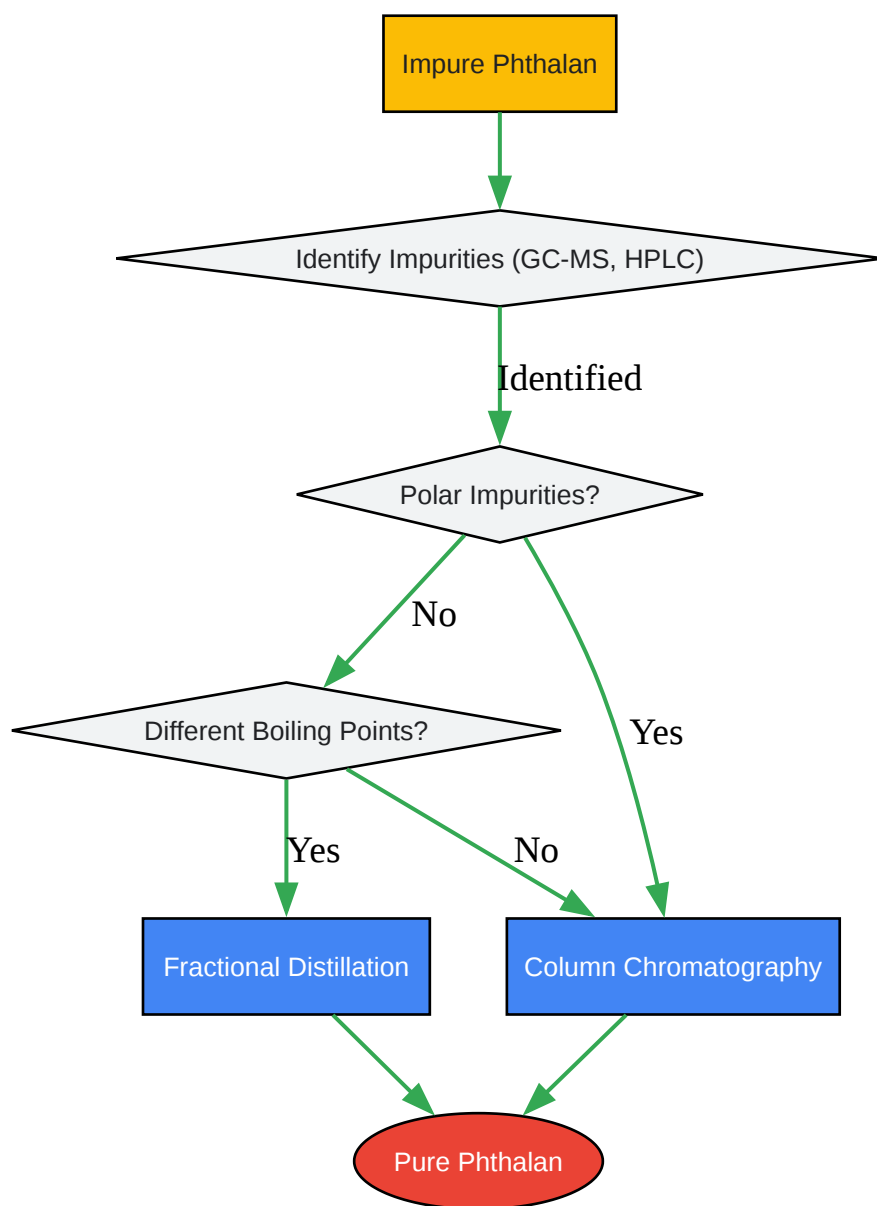 Impure Phthalan
Identify Impurities (GC-MS, HPLC)
Identified
Polar Impurities?
No
Different Boiling Points?
Yes
Yes
No
Fractional Distillation
Column Chromatography
Pure Phthalan